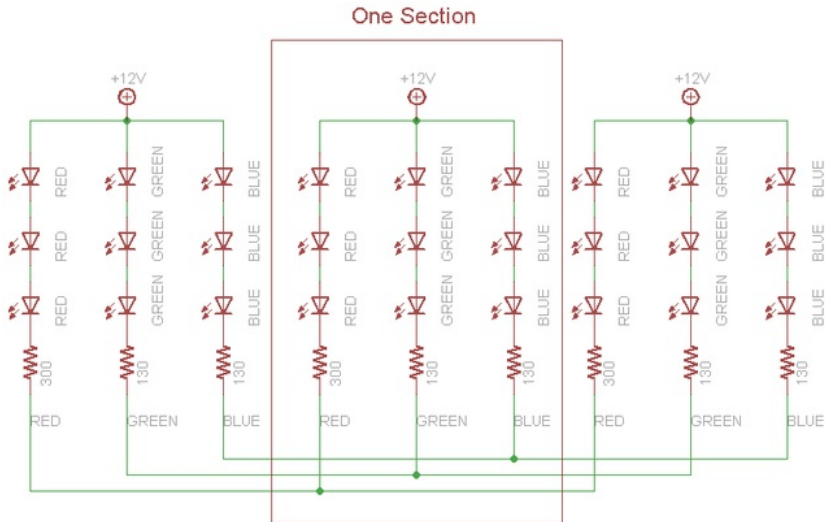 One Section
+12V +12V +12V
RED GREEN BLUE RED GREEN BLUE RED GREEN BLUE
RED GREEN BLUE RED GREEN BLUE RED GREEN BLUE
RED GREEN BLUE RED GREEN BLUE RED GREEN BLUE
300 130 130 300 130 130 300 130 130
RED GREEN BLUE RED GREEN BLUE RED GREEN BLUE